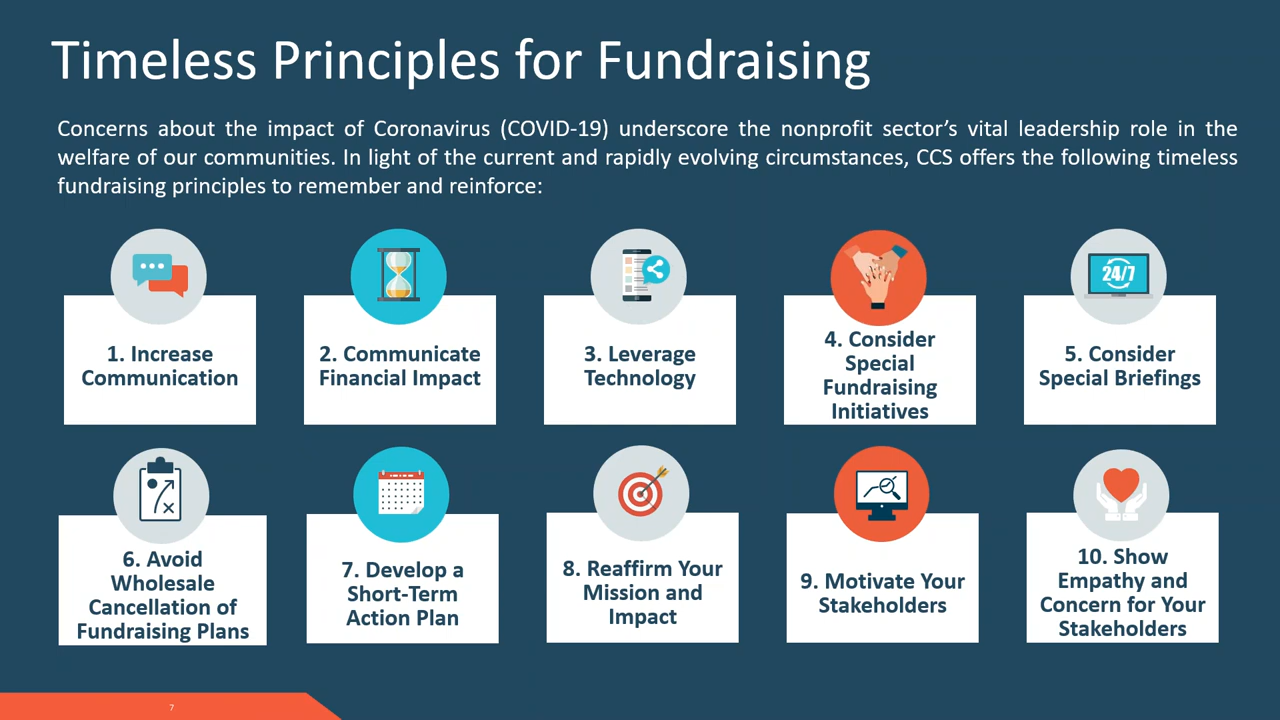 Timeless Principles for Fundraising
Concerns about the impact of Coronavirus (COVID-19) underscore the nonprofit sector’s vital leadership role in the
welfare of our communities. In light of the current and rapidly evolving circumstances, CCS offers the following timeless
fundraising principles to remember and reinforce:
1. Increase
Communication
2. Communicate
Financial Impact
3. Leverage
Technology
4. Consider
Special
Fundraising
Initiatives
24/7
5. Consider
Special Briefings
6. Avoid
Wholesale
Cancellation of
Fundraising Plans
7. Develop a
Short-Term
Action Plan
8. Reaffirm Your
Mission and
Impact
9. Motivate Your
Stakeholders
10. Show
Empathy and
Concern for Your
Stakeholders
7